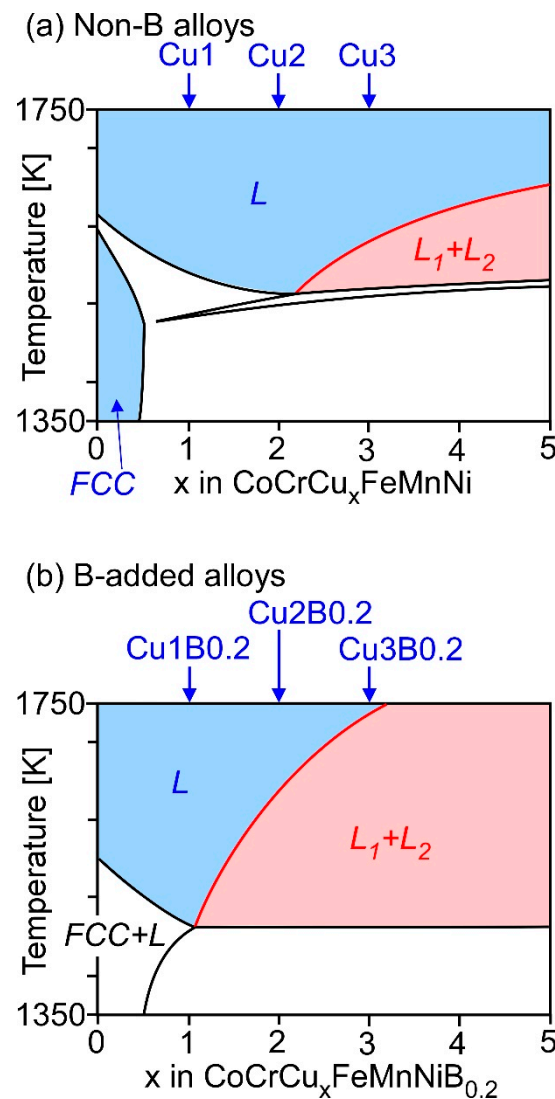 (a) Non-B alloys
Cu1 Cu2 Cu3
1750
L
L1+L2
Temperature [K]
1350
0 1 2 3 4 5
FCC
x in CoCrCuxFeMnNi
(b) B-added alloys
Cu2B0.2
Cu1B0.2 Cu3B0.2
1750
L
L1+L2
FCC+L
Temperature [K]
1350
0 1 2 3 4 5
x in CoCrCuxFeMnNiB0.2